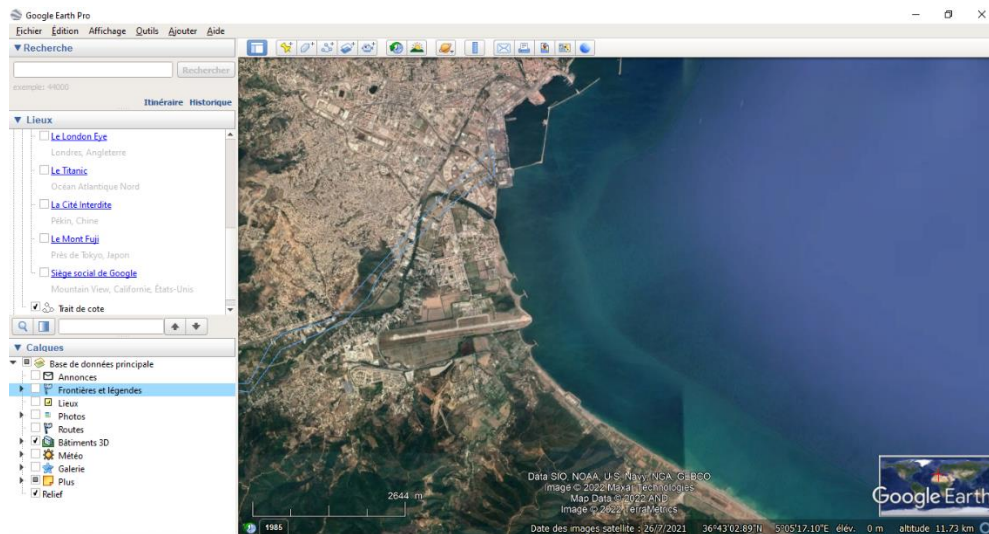 Google Earth Pro
Fichier Édition Affichage Outils Ajouter Aide
Recherche
Rechercher
exemple: 44000
Itinéraire Historique
Lieux
Le London Eye
Londres, Angleterre
Le Titanic
Océan Atlantique Nord
La Cité Interdite
Pékin, Chine
Le Mont Fuji
Près de Tokyo, Japon
Siège social de Google
Mountain View, Californie, États-Unis
Trait de cote
Calques
Base de données principale
Annonces
Frontières et légendes
Lieux
Photos
Routes
Bâtiments 3D
Météo
Galerie
Plus
Relief
2644 m
Data SIO, NOAA, U.S. Navy, NGA, GEBCO
Image © 2022 Maxar Technologies
Map Data © 2022 AND
Image © 2022 TerraMetrics
Google Earth
1985
Date des images satellite : 26/7/2021 36°43'02.89"N 5°05'17.10"E élév. 0 m altitude 11.73 km